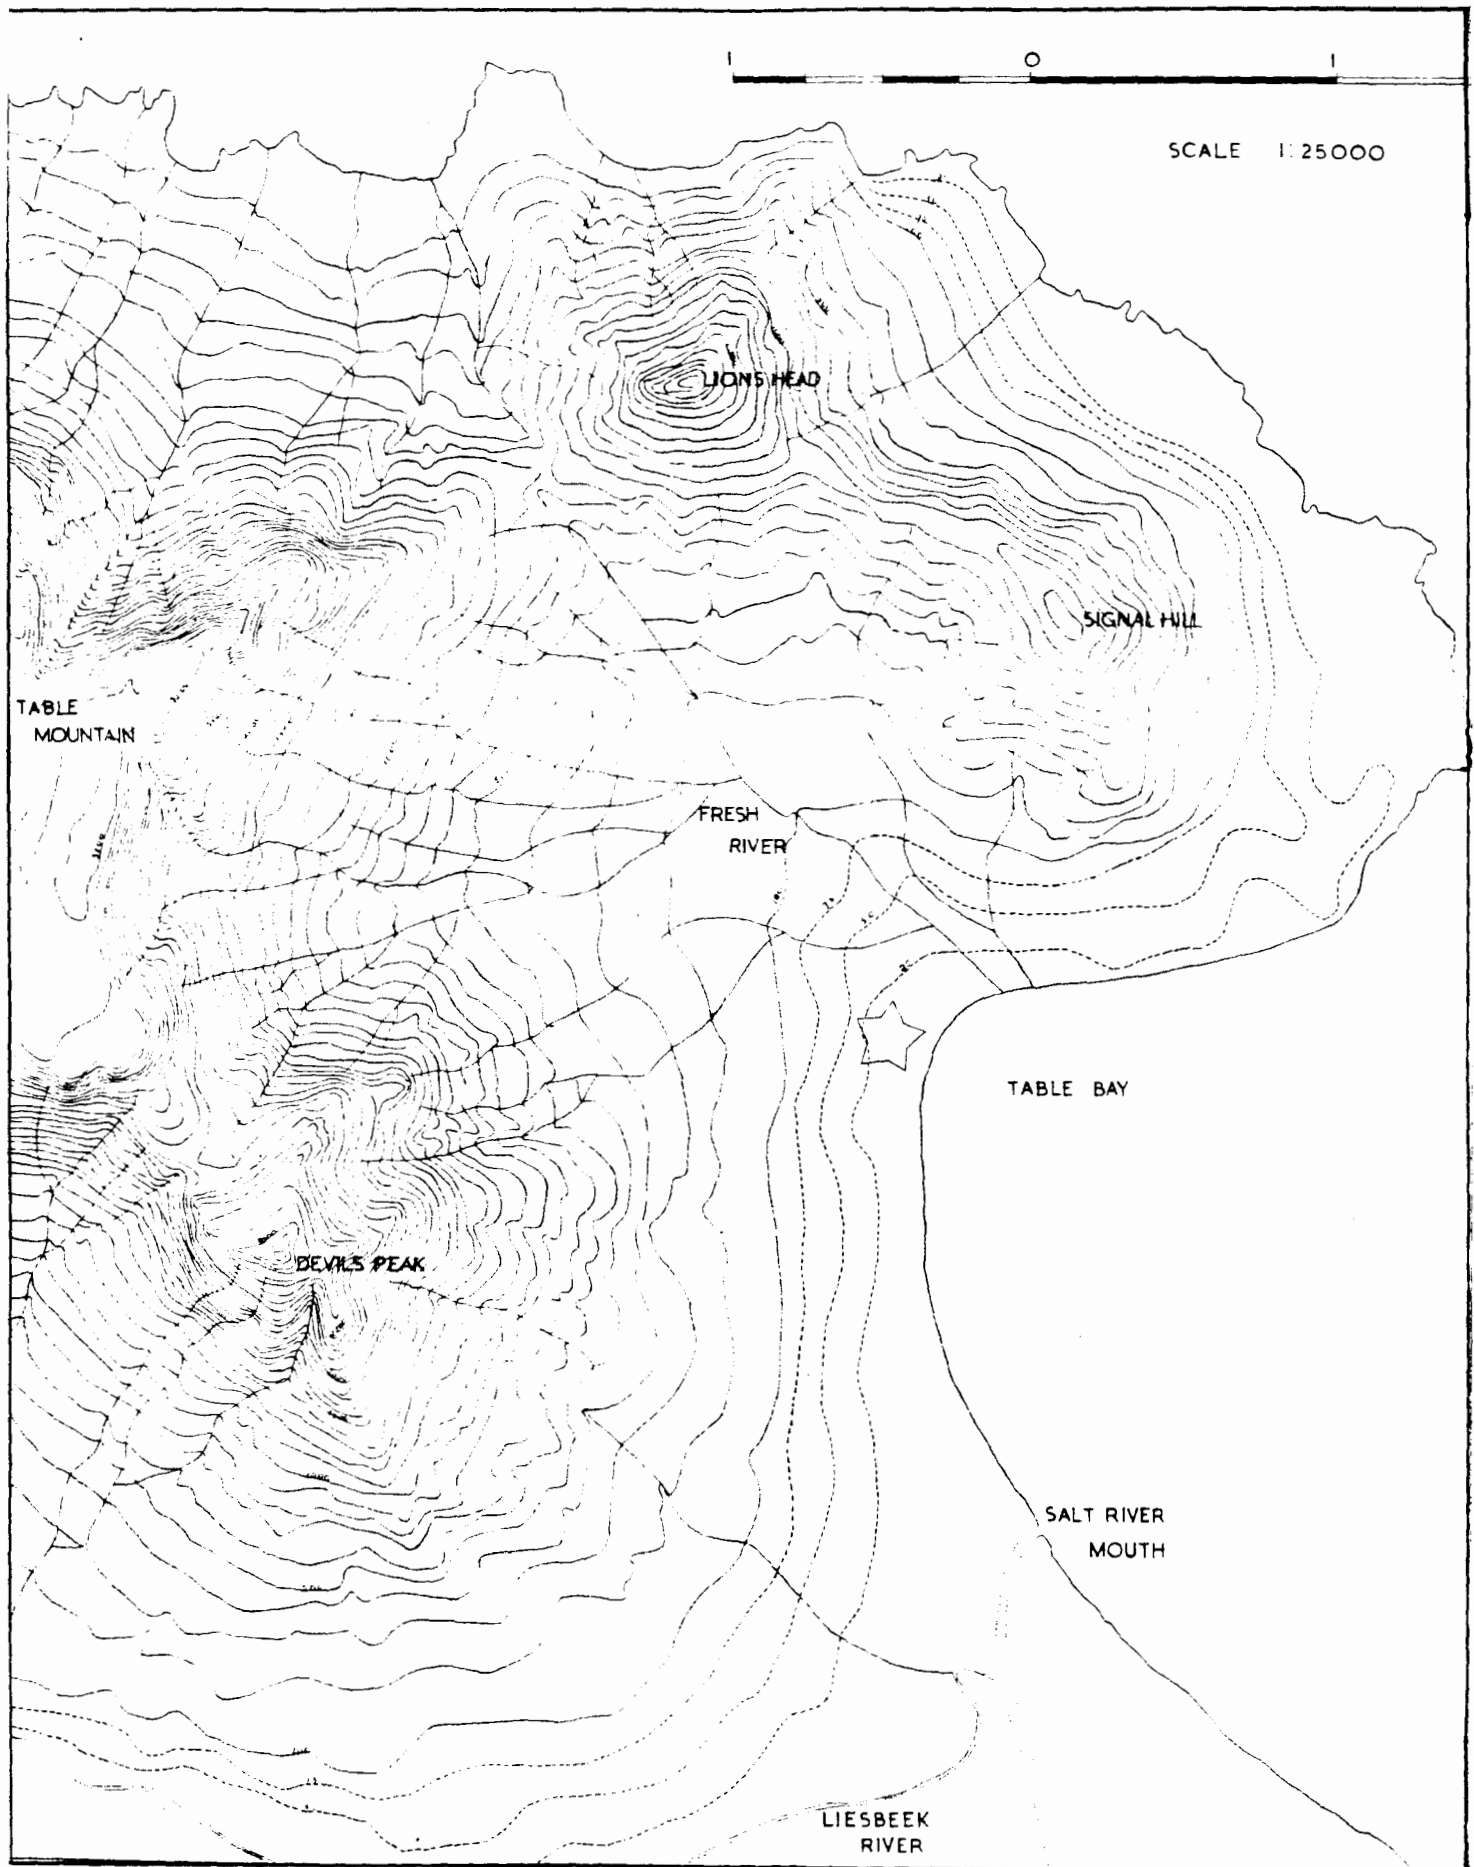 1 0 1
SCALE 1:25000
LIONS HEAD
SIGNAL HILL
TABLE
MOUNTAIN
FRESH
RIVER
TABLE BAY
DEVILS PEAK
SALT RIVER
MOUTH
LIESBEEK
RIVER